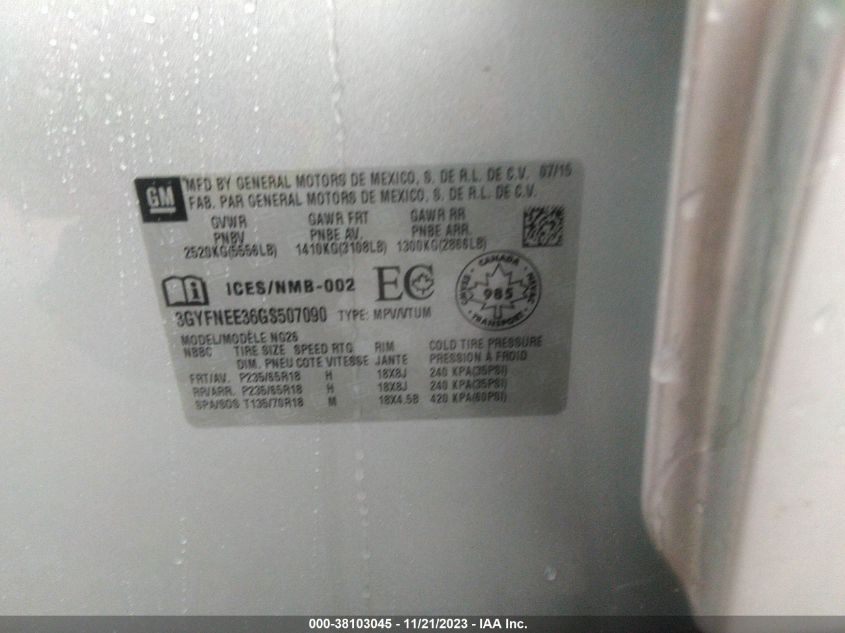 GM
MFD BY GENERAL MOTORS DE MEXICO, S. DE R.L. DE C.V. 07/15
FAB. PAR GENERAL MOTORS DE MEXICO, S. DE R.L. DE C.V.
GVWR GAWR FRT GAWR RR
PNBV PNBE AV. PNBE ARR.
2520KG(5556LB) 1410KG(3108LB) 1300KG(2866LB)
ICES/NMB-002 EC
CANADA
985
TRANSPORT
3GYFNEE36GS507090 TYPE: MPV/VTUM
MODEL/MODÈLE NG26
NBBC TIRE SIZE SPEED RTG RIM COLD TIRE PRESSURE
DIM. PNEU COTE VITESSE JANTE PRESSION À FROID
FRT/AV. P235/65R18 H 18X8J 240 KPA(35PSI)
RR/ARR. P235/65R18 H 18X8J 240 KPA(35PSI)
SPA/SOS T135/70R18 M 18X4.5B 420 KPA(60PSI)
000-38103045 - 11/21/2023 - IAA Inc.